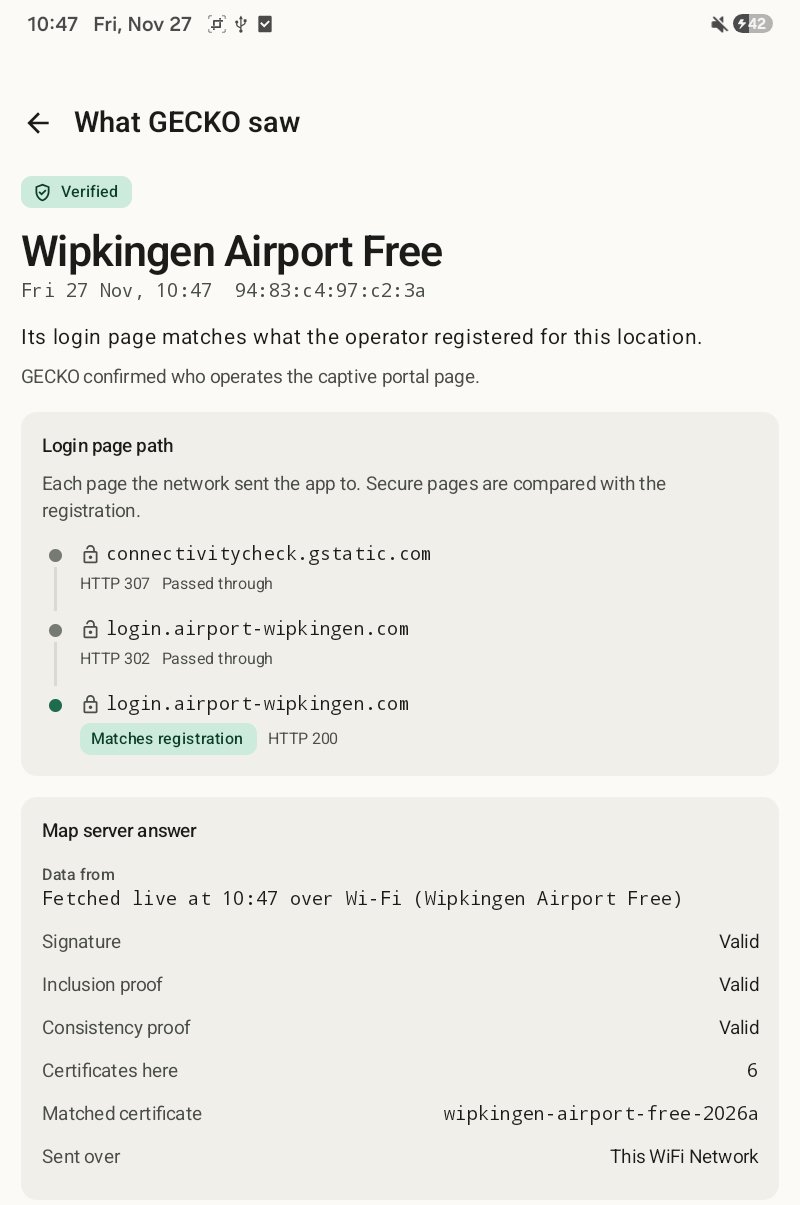 10:47 Fri, Nov 27
42
What GECKO saw
Verified
Wipkingen Airport Free
Fri 27 Nov, 10:47 94:83:c4:97:c2:3a
Its login page matches what the operator registered for this location.
GECKO confirmed who operates the captive portal page.
Login page path
Each page the network sent the app to. Secure pages are compared with the
registration.
connectivitycheck.gstatic.com
HTTP 307 Passed through
login.airport-wipkingen.com
HTTP 302 Passed through
login.airport-wipkingen.com
Matches registration HTTP 200
Map server answer
Data from
Fetched live at 10:47 over Wi-Fi (Wipkingen Airport Free)
Signature Valid
Inclusion proof Valid
Consistency proof Valid
Certificates here 6
Matched certificate wipkingen-airport-free-2026a
Sent over This WiFi Network